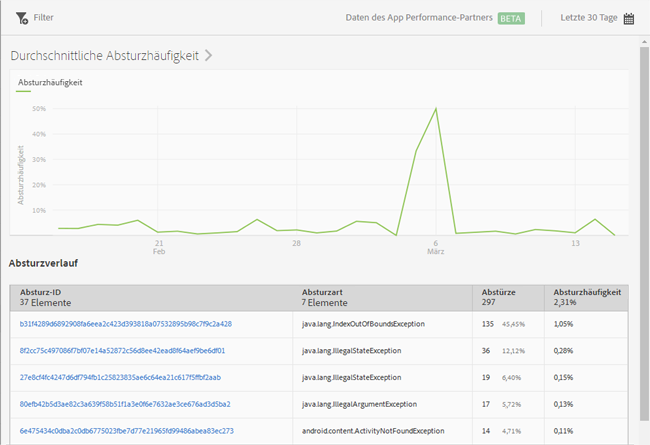 Filter
Daten des App Performance-Partners BETA
Letzte 30 Tage
Durchschnittliche Absturzhäufigkeit
Absturzhäufigkeit
50%
40%
30%
20%
10%
Absturzhäufigkeit
21 28 6 13
Feb März
Absturzverlauf
Absturz-ID Absturzart Abstürze Absturzhäufigkeit
37 Elemente 7 Elemente 297 2,31%
b31f4289d6892908fa6eea2c423d393818a07532895b98c7f9c2a428 java.lang.IndexOutOfBoundsException 135 45,45% 1,05%
8f2cc75c497086f7bf07e14a52872c56d8ee42ead8f64aef9be6df01 java.lang.IllegalStateException 36 12,12% 0,28%
27e8cf4fc4247d6df794fb1c25823835ae6c64ea21c617f5ffbf2aab java.lang.IllegalStateException 19 6,40% 0,15%
80efb42b5d3ae82c3a639f58b51f1a3e0f6e7632ae3ce676ad3d5ba2 java.lang.IllegalArgumentException 17 5,72% 0,13%
6e475434c0dba2c0db6775023fbe7d77e21965fd99486abea83ec273 android.content.ActivityNotFoundException 14 4,71% 0,11%